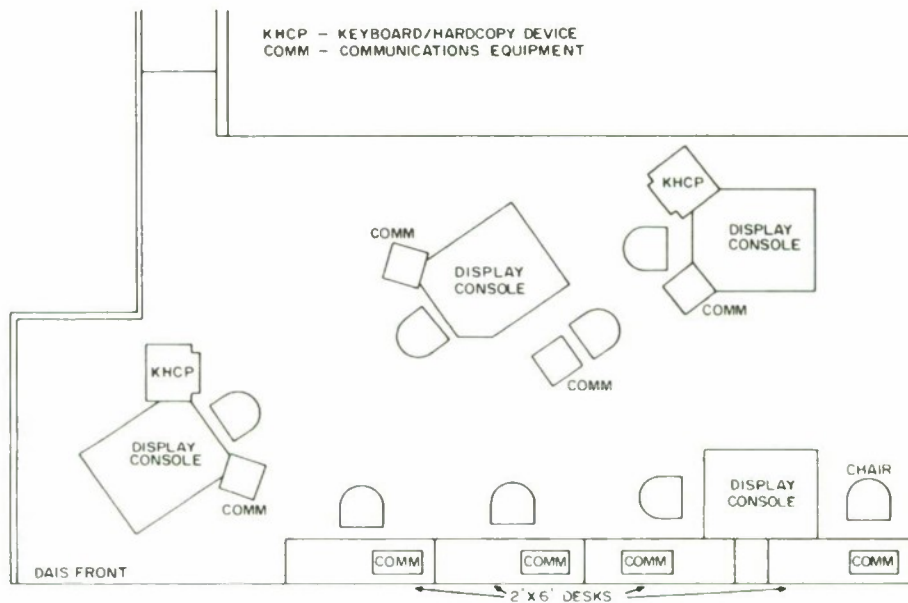 KHCP – KEYBOARD/HARDCOPY DEVICE
COMM – COMMUNICATIONS EQUIPMENT
KHCP
COMM
DISPLAY
CONSOLE
DISPLAY
CONSOLE
COMM
KHCP
COMM
DISPLAY
CONSOLE
COMM
DISPLAY
CONSOLE
CHAIR
DAIS FRONT
COMM
COMM
COMM
COMM
2'X6' DESKS